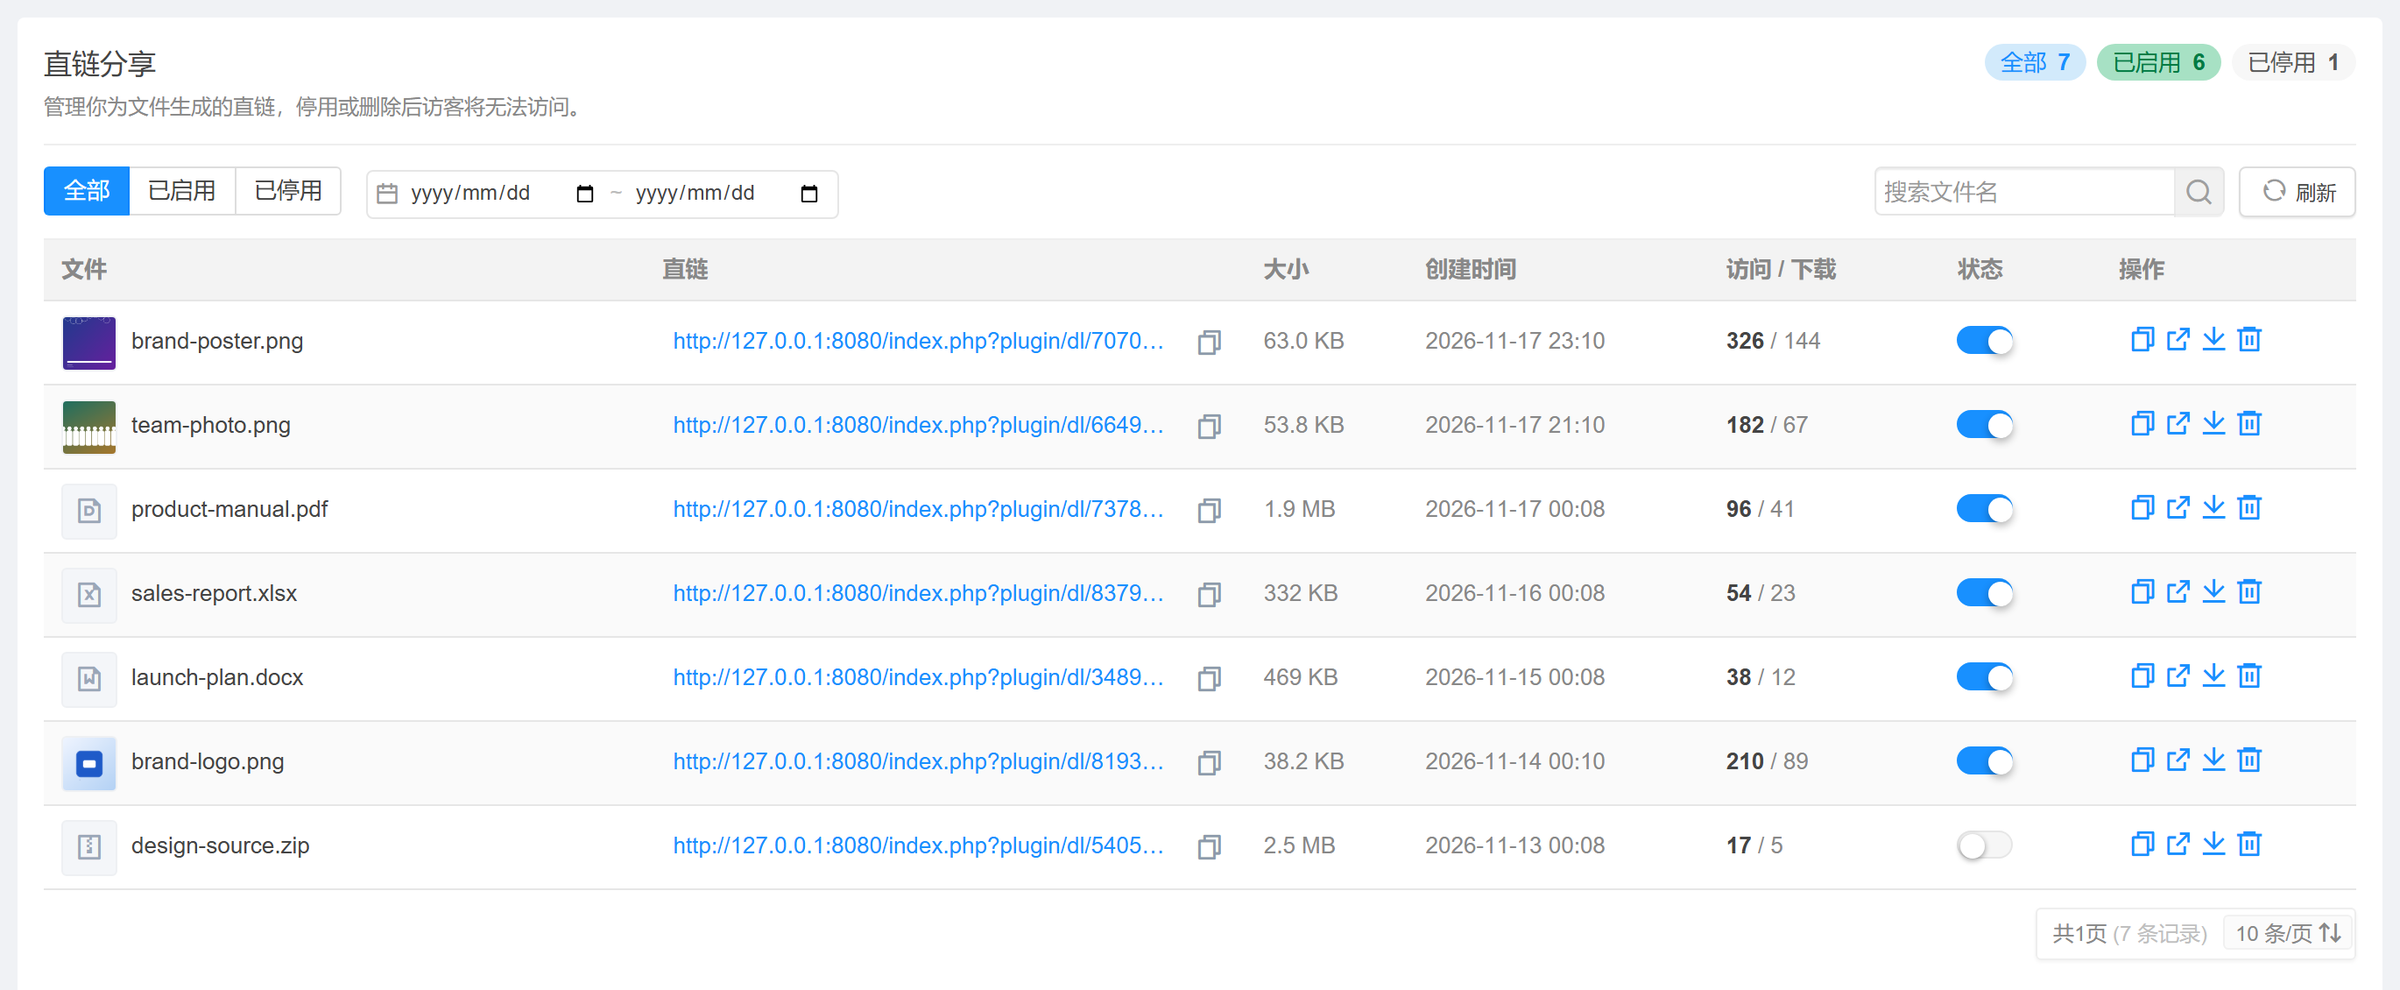 直链分享
全部 7 已启用 6 已停用 1
管理你为文件生成的直链，停用或删除后访客将无法访问。
全部 已启用 已停用 yyyy/mm/dd ~ yyyy/mm/dd 搜索文件名 刷新
文件 直链 大小 创建时间 访问 / 下载 状态 操作
brand-poster.png http://127.0.0.1:8080/index.php?plugin/dl/7070... 63.0 KB 2026-11-17 23:10 326 / 144
team-photo.png http://127.0.0.1:8080/index.php?plugin/dl/6649... 53.8 KB 2026-11-17 21:10 182 / 67
product-manual.pdf http://127.0.0.1:8080/index.php?plugin/dl/7378... 1.9 MB 2026-11-17 00:08 96 / 41
sales-report.xlsx http://127.0.0.1:8080/index.php?plugin/dl/8379... 332 KB 2026-11-16 00:08 54 / 23
launch-plan.docx http://127.0.0.1:8080/index.php?plugin/dl/3489... 469 KB 2026-11-15 00:08 38 / 12
brand-logo.png http://127.0.0.1:8080/index.php?plugin/dl/8193... 38.2 KB 2026-11-14 00:10 210 / 89
design-source.zip http://127.0.0.1:8080/index.php?plugin/dl/5405... 2.5 MB 2026-11-13 00:08 17 / 5
共1页 (7 条记录) 10 条/页